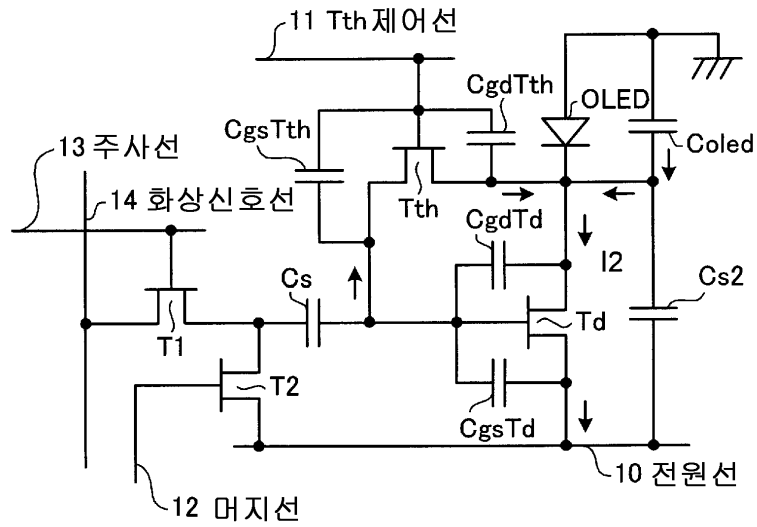 11 Tth제어선
CgdTth
OLED
CgsTth
Coled
13 주사선
Tth
14 화상신호선
CgdTd
I2
Cs
Cs2
T1
Td
T2
CgsTd
10 전원선
12 머지선